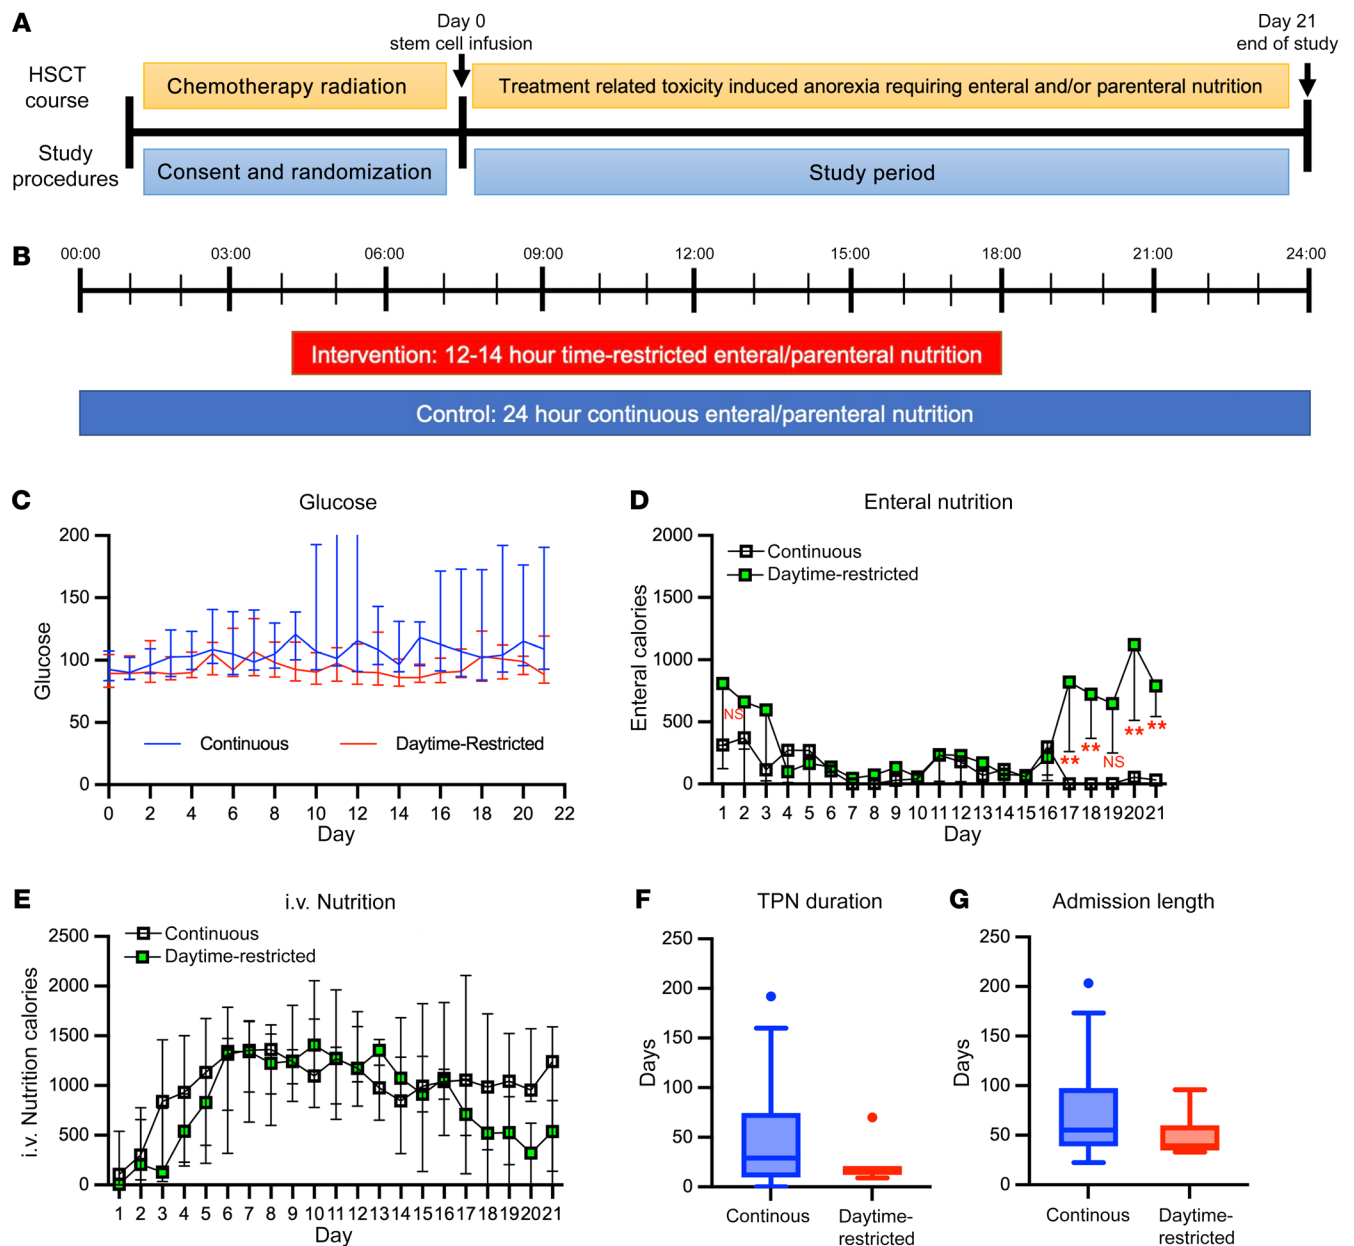 A
Day 0
stem cell infusion
Day 21
end of study
HSCT
course
Chemotherapy radiation
Treatment related toxicity induced anorexia requiring enteral and/or parenteral nutrition
Study
procedures
Consent and randomization
Study period
B
00:00 03:00 06:00 09:00 12:00 15:00 18:00 21:00 24:00
Intervention: 12-14 hour time-restricted enteral/parenteral nutrition
Control: 24 hour continuous enteral/parenteral nutrition
C
Glucose
Glucose
200
150
100
50
0
Continuous
Daytime-Restricted
0 2 4 6 8 10 12 14 16 18 20 22
Day
D
Enteral nutrition
Enteral calories
2000
1500
1000
500
0
Continuous
Daytime-restricted
NS
**
**
NS
**
**
1 2 3 4 5 6 7 8 9 10 11 12 13 14 15 16 17 18 19 20 21
Day
E
i.v. Nutrition
i.v. Nutrition calories
2500
2000
1500
1000
500
0
Continuous
Daytime-restricted
1 2 3 4 5 6 7 8 9 10 11 12 13 14 15 16 17 18 19 20 21
Day
F
TPN duration
Days
250
200
150
100
50
0
Continous
Daytime-
restricted
G
Admission length
Days
250
200
150
100
50
0
Continous
Daytime-
restricted